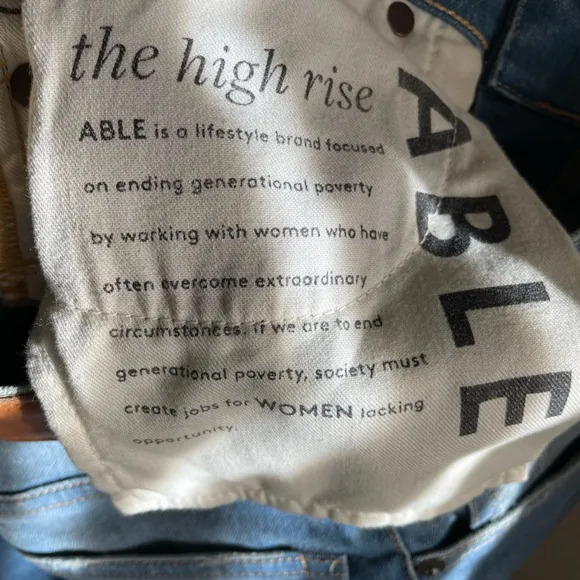 the high rise
ABLE is a lifestyle brand focused
on ending generational poverty
by working with women who have
often overcome extraordinary
circumstances. if we are to end
generational poverty, society must
create jobs for WOMEN lacking
opportunity.
ABLE